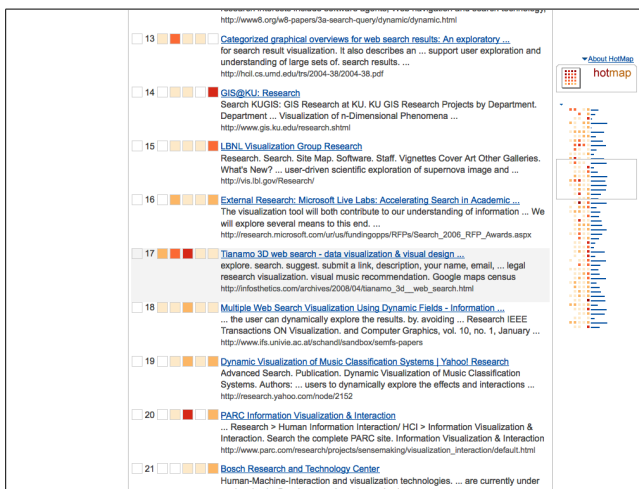 http://www8.org/w8-papers/3a-search-query/dynamic/dynamic.html
13 Categorized graphical overviews for web search results: An exploratory ...
for search result visualization. It also describes an ... support user exploration and
understanding of large sets of. search results. ...
http://hcil.cs.umd.edu/trs/2004-38/2004-38.pdf
About HotMap
hotmap
14 GIS@KU: Research
Search KUGIS: GIS Research at KU. KU GIS Research Projects by Department.
Department ... Visualization of n-Dimensional Phenomena ...
http://www.gis.ku.edu/research.shtml
15 LBNL Visualization Group Research
Research. Search. Site Map. Software. Staff. Vignettes Cover Art Other Galleries.
What's New? ... user-driven scientific exploration of supernova image and ...
http://vis.lbl.gov/Research/
16 External Research: Microsoft Live Labs: Accelerating Search in Academic ...
The visualization tool will both contribute to our understanding of information ... We
will explore several means to this end. ...
http://research.microsoft.com/ur/us/fundingopps/RFPs/Search_2006_RFP_Awards.aspx
17 Tianamo 3D web search - data visualization & visual design ...
explore. search. suggest. submit a link, description, your name, email, ... legal
research visualization. visual music recommendation. Google maps census
http://infosthetics.com/archives/2008/04/tianamo_3d__web_search.html
18 Multiple Web Search Visualization Using Dynamic Fields - Information ...
... the user can dynamically explore the results. by. avoiding ... Research IEEE
Transactions ON Visualization. and Computer Graphics, vol. 10, no. 1, January ...
http://www.ifs.univie.ac.at/schandl/sandbox/semfs-papers
19 Dynamic Visualization of Music Classification Systems | Yahoo! Research
Advanced Search. Publication. Dynamic Visualization of Music Classification
Systems. Authors: ... users to dynamically explore the effects and interactions ...
http://research.yahoo.com/node/2152
20 PARC Information Visualization & Interaction
... Research > Human Information Interaction/ HCI > Information Visualization &
Interaction. Search the complete PARC site. Information Visualization & Interaction
http://www.parc.com/research/projects/sensemaking/visualization_interaction/default.html
21 Bosch Research and Technology Center
Human-Machine-Interaction and visualization technologies. ... are currently under